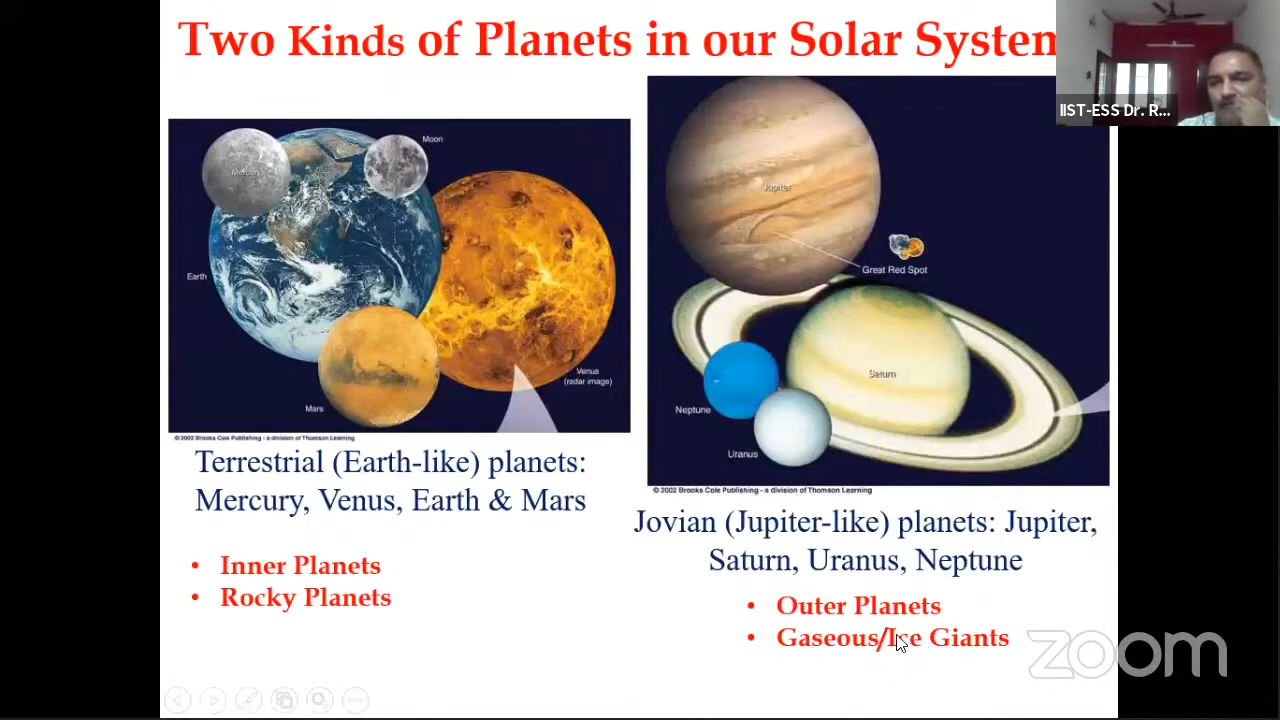 Two Kinds of Planets in our Solar System
IIST-ESS Dr. R...
Mercury
Moon
Earth
Venus
(radar image)
Mars
©2002 Brooks Cole Publishing - a division of Thomson Learning
Terrestrial (Earth-like) planets:
Mercury, Venus, Earth & Mars
• Inner Planets
• Rocky Planets
Jupiter
Great Red Spot
Saturn
Neptune
Uranus
©2002 Brooks Cole Publishing - a division of Thomson Learning
Jovian (Jupiter-like) planets: Jupiter,
Saturn, Uranus, Neptune
• Outer Planets
• Gaseous/Ice Giants
zoom